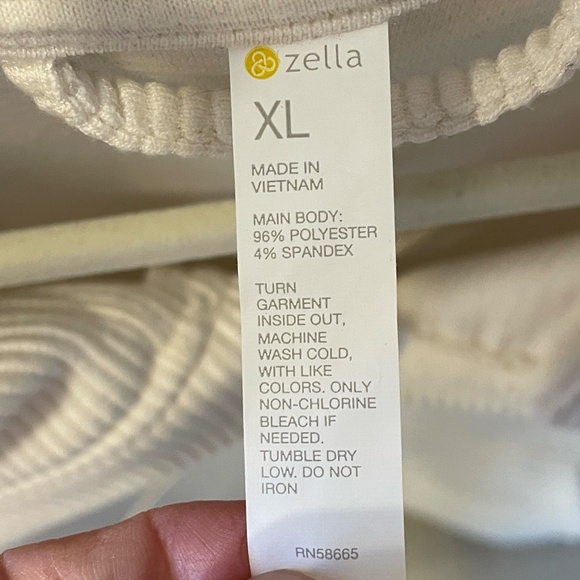 zella
XL
MADE IN
VIETNAM
MAIN BODY:
96% POLYESTER
4% SPANDEX
TURN
GARMENT
INSIDE OUT,
MACHINE
WASH COLD,
WITH LIKE
COLORS. ONLY
NON-CHLORINE
BLEACH IF
NEEDED.
TUMBLE DRY
LOW. DO NOT
IRON
RN58665